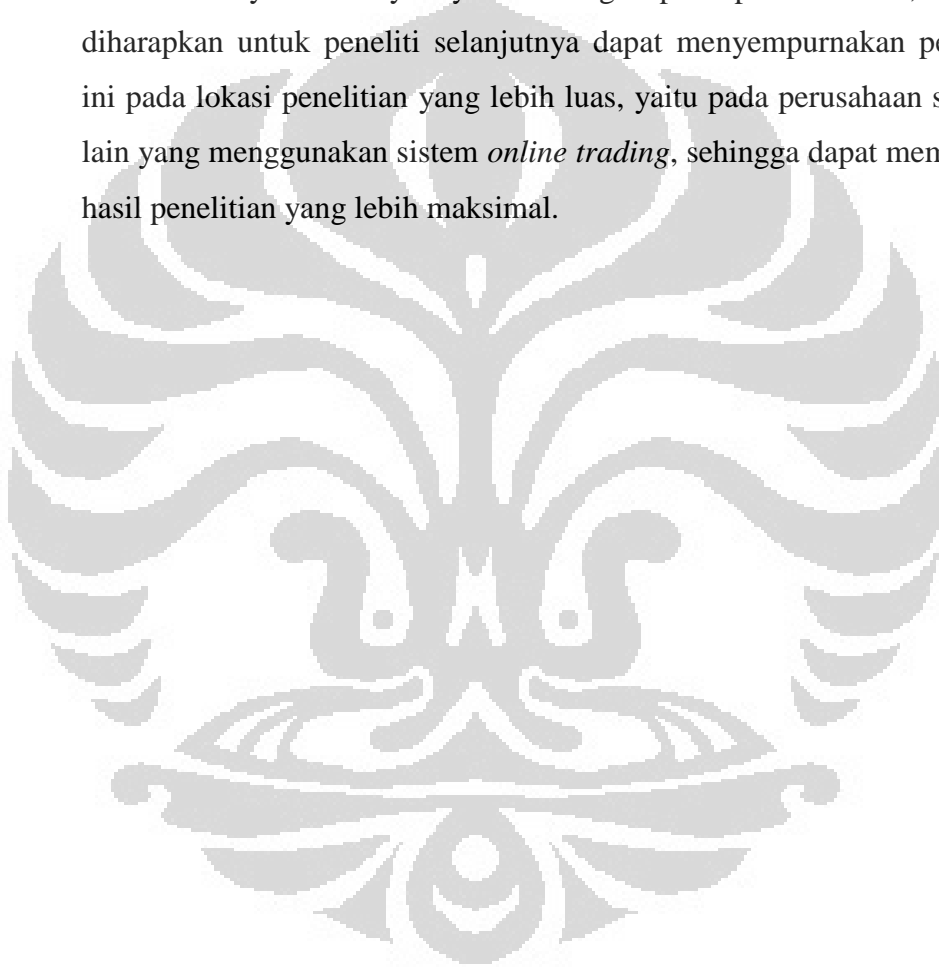 diharapkan untuk peneliti selanjutnya dapat menyempurnakan
ini pada lokasi penelitian yang lebih luas, yaitu pada perusahaan
lain yang menggunakan sistem online trading, sehingga dapat
hasil penelitian yang lebih maksimal.